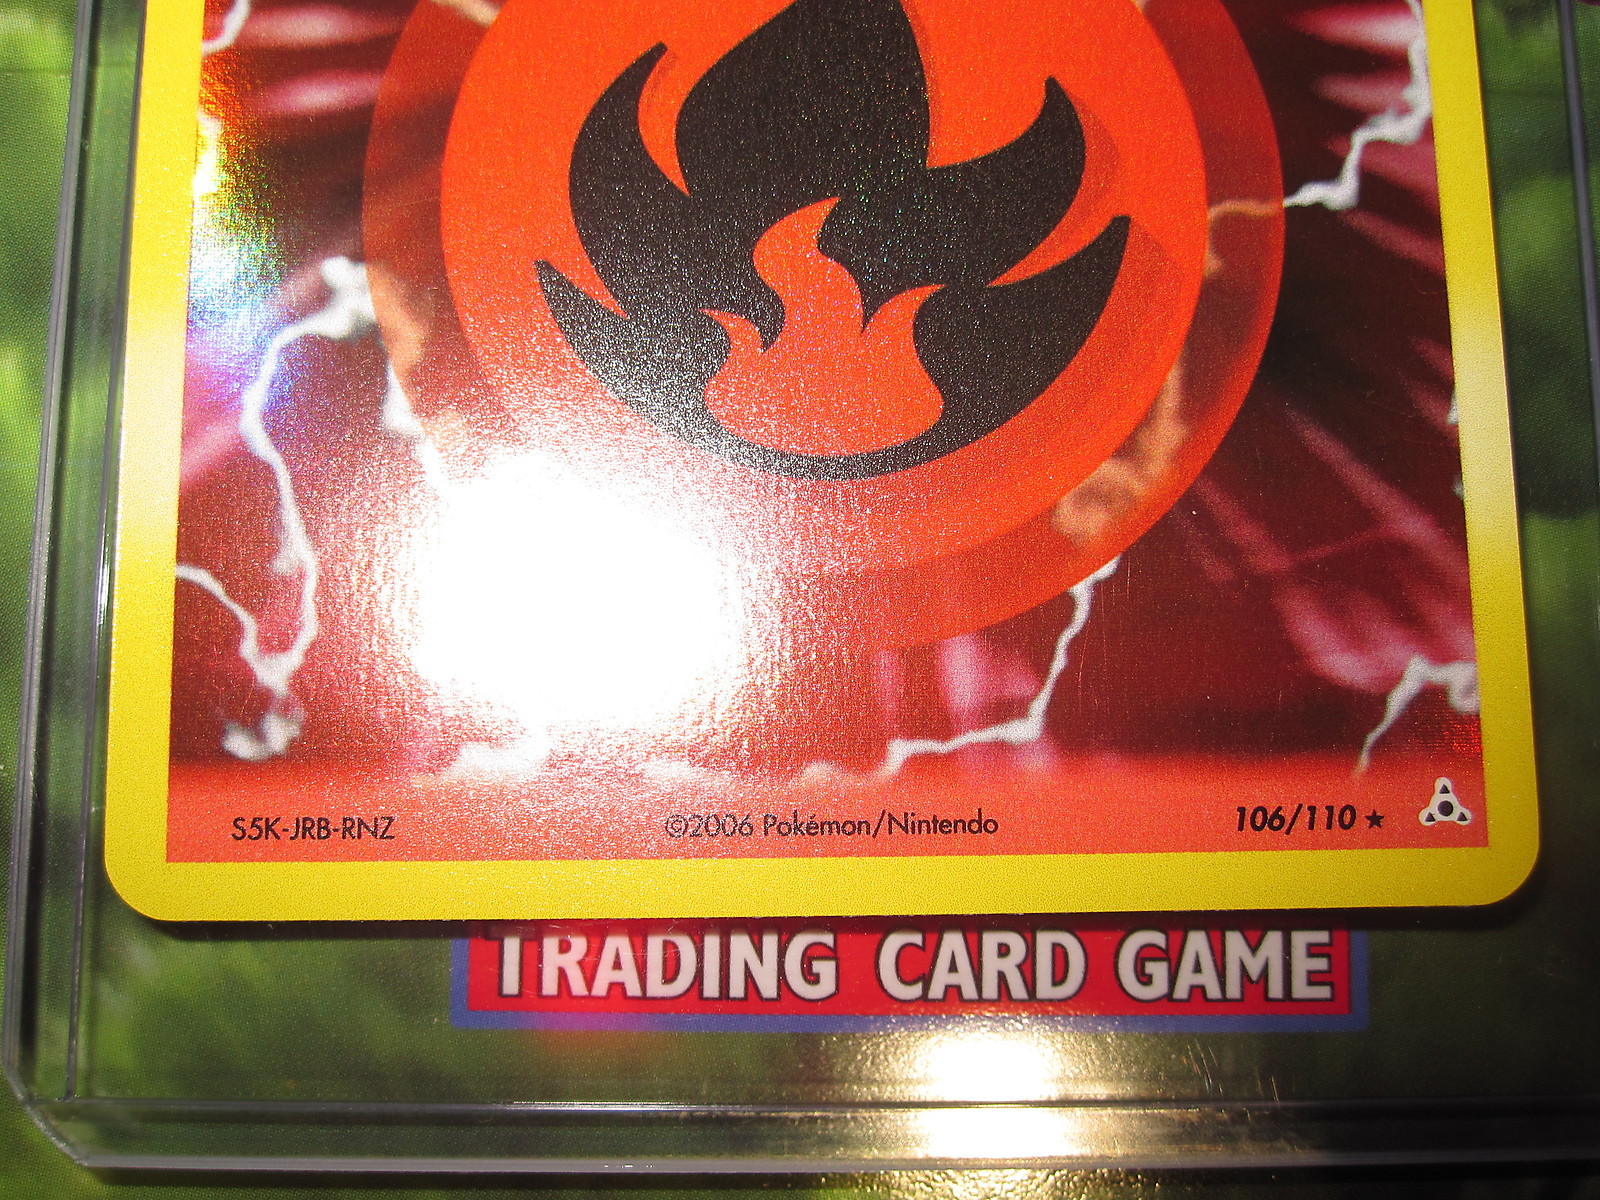 S5K-JRB-RNZ ©2006 Pokémon/Nintendo 106/110 ★
TRADING CARD GAME